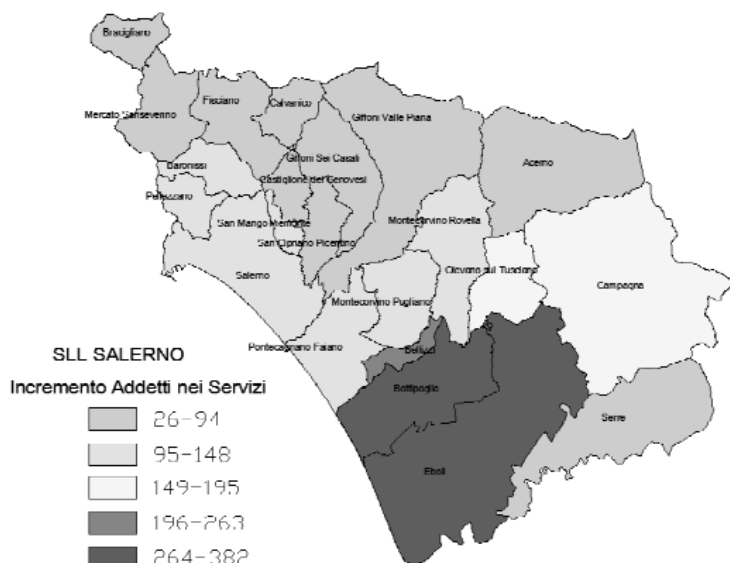 Bracigliano
Mercato Sanseverino
Fisciano
Calvanico
Giffoni Valle Piana
Giffoni Sei Casali
Acerno
Baronissi
Castiglione dei Genovesi
Pellezzano
San Mango Piemonte
Montecorvino Rovella
San Cipriano Picentino
Olevano sul Tusciano
Salerno
Campagna
Montecorvino Pugliano
Pontecagnano Faiano
Bellizzi
Battipaglia
Serre
Eboli
SLL SALERNO
Incremento Addetti nei Servizi
26-94
95-148
149-195
196-263
264-382